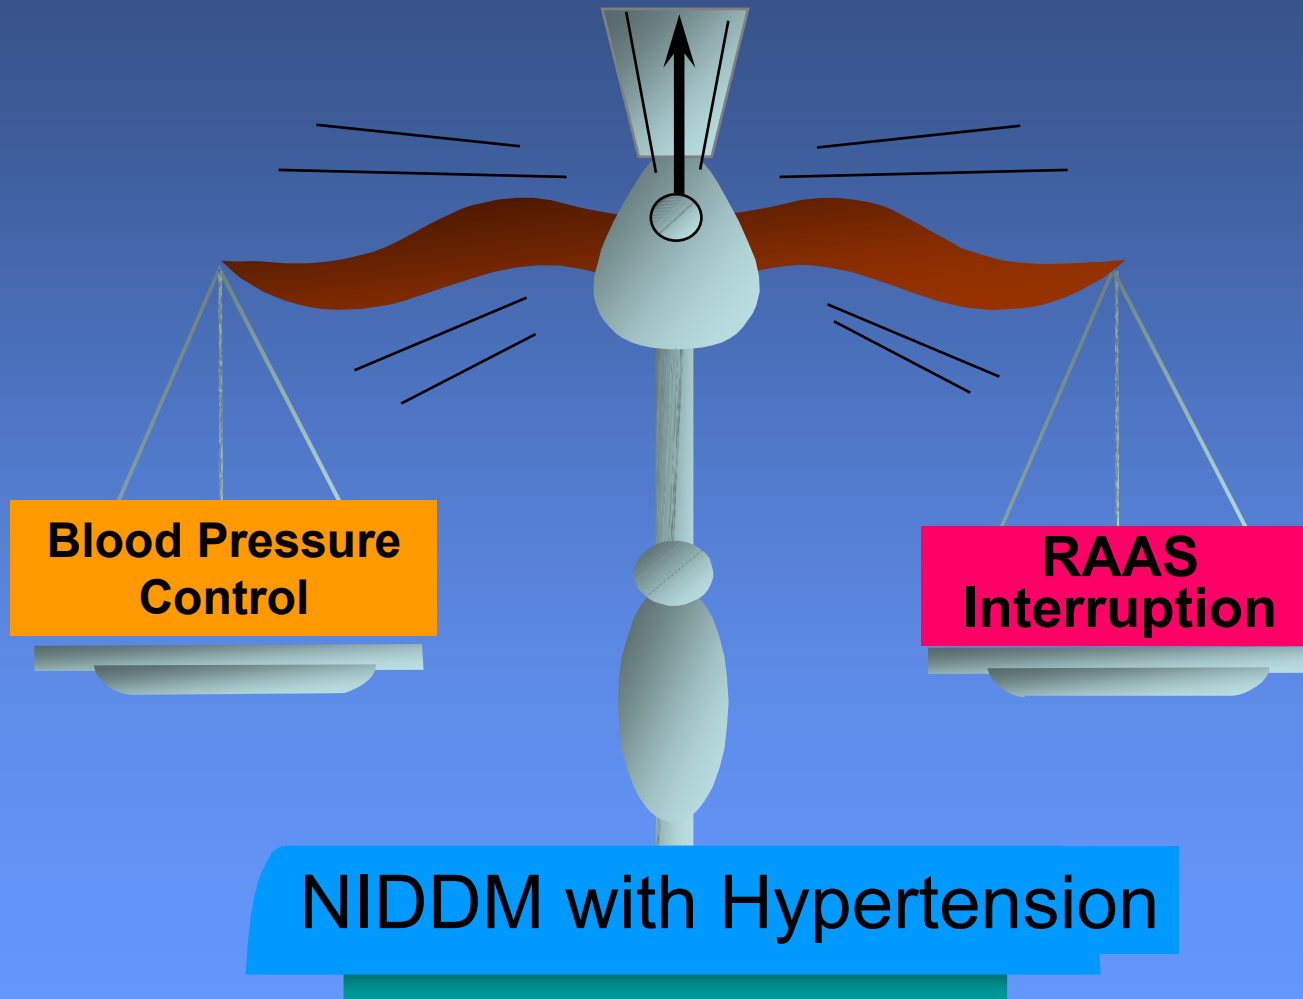 Blood Pressure
Control
RAAS
Interruption
NIDDM with Hypertension